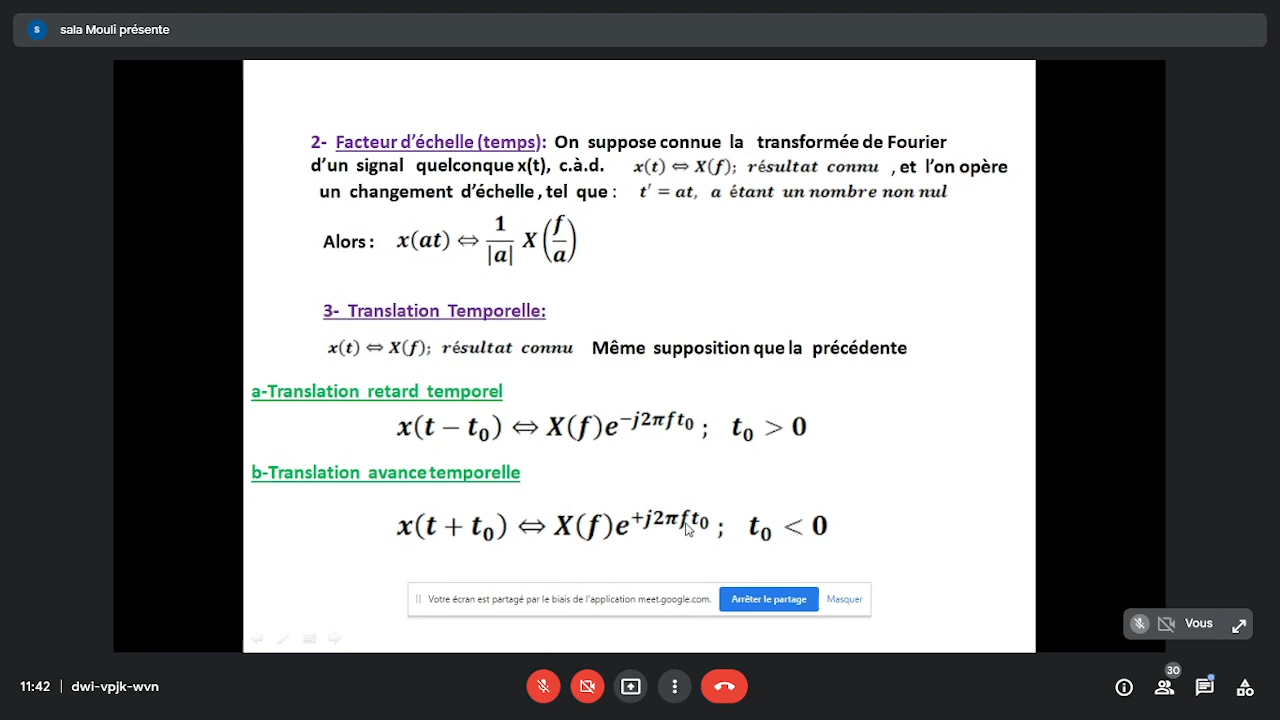 S sala Mouli présente
2- Facteur d'échelle (temps): On suppose connue la transformée de Fourier
d'un signal quelconque x(t), c.à.d. x(t) ⇔ X(f); résultat connu , et l'on opère
un changement d'échelle, tel que : t' = at, a étant un nombre non nul
Alors : x(at) ⇔ 1/|a| X(f/a)
3- Translation Temporelle:
x(t) ⇔ X(f); résultat connu Même supposition que la précédente
a-Translation retard temporel
x(t − t₀) ⇔ X(f)e^{−j2πft₀} ; t₀ > 0
b-Translation avance temporelle
x(t + t₀) ⇔ X(f)e^{+j2πft₀} ; t₀ < 0
Votre écran est partagé par le biais de l'application meet.google.com. Arrêter le partage Masquer
Vous
11:42 | dwi-vpjk-wvn
30